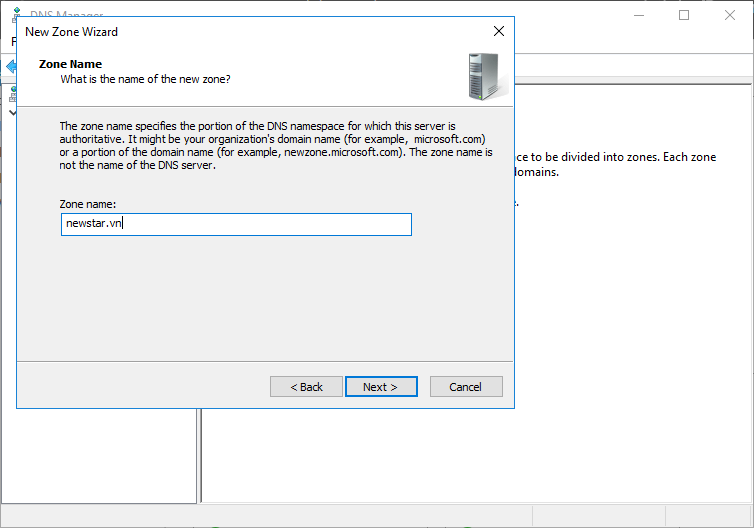 DNS Manager
New Zone Wizard
Zone Name
What is the name of the new zone?
The zone name specifies the portion of the DNS namespace for which this server is
authoritative. It might be your organization's domain name (for example, microsoft.com)
or a portion of the domain name (for example, newzone.microsoft.com). The zone name is
not the name of the DNS server.
ce to be divided into zones. Each zone
domains.
Zone name:
newstar.vn
< Back
Next >
Cancel